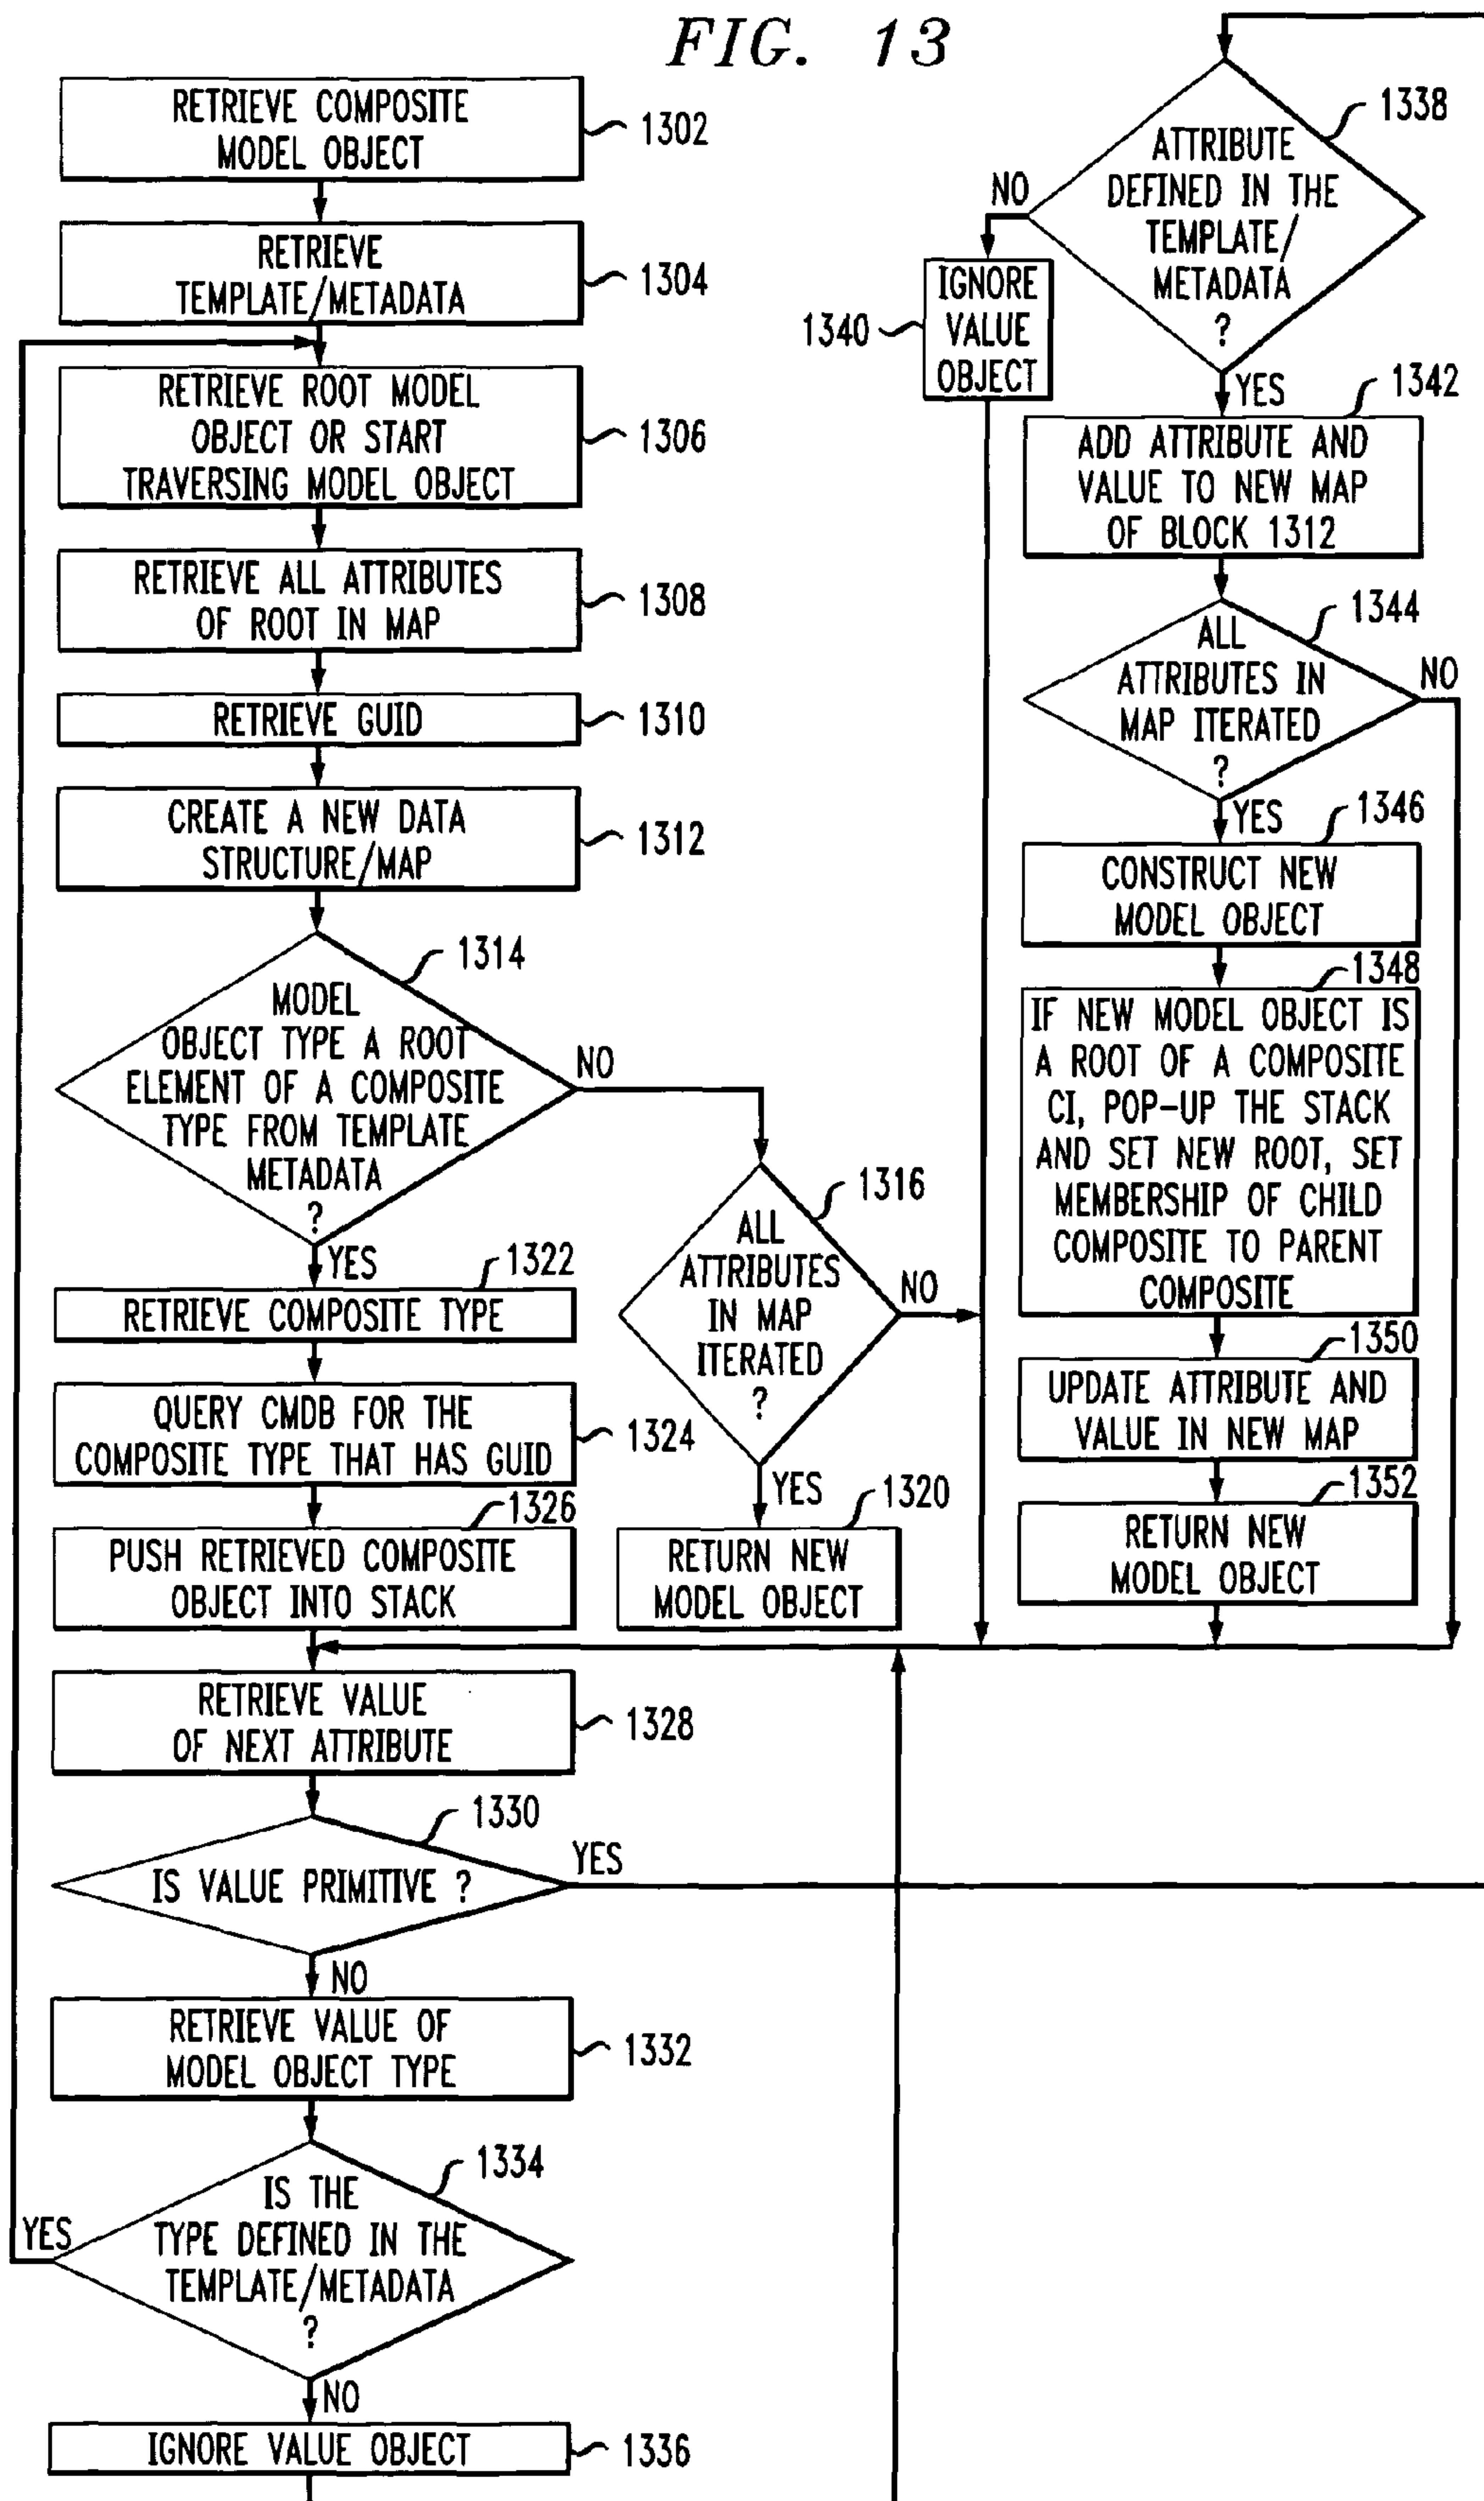 FIG. 13
RETRIEVE COMPOSITE
MODEL OBJECT
1302
RETRIEVE
TEMPLATE/METADATA
1304
RETRIEVE ROOT MODEL
OBJECT OR START
TRAVERSING MODEL OBJECT
1306
RETRIEVE ALL ATTRIBUTES
OF ROOT IN MAP
1308
RETRIEVE GUID
1310
CREATE A NEW DATA
STRUCTURE/MAP
1312
1314
MODEL
OBJECT TYPE A ROOT
ELEMENT OF A COMPOSITE
TYPE FROM TEMPLATE
METADATA
?
NO
YES
1316
ALL
ATTRIBUTES
IN MAP
ITERATED
?
NO
YES
1320
RETURN NEW
MODEL OBJECT
1322
RETRIEVE COMPOSITE TYPE
QUERY CMDB FOR THE
COMPOSITE TYPE THAT HAS GUID
1324
1326
PUSH RETRIEVED COMPOSITE
OBJECT INTO STACK
RETRIEVE VALUE
OF NEXT ATTRIBUTE
1328
1330
IS VALUE PRIMITIVE ?
YES
NO
RETRIEVE VALUE OF
MODEL OBJECT TYPE
1332
1334
IS THE
TYPE DEFINED IN THE
TEMPLATE/METADATA
?
YES
NO
IGNORE VALUE OBJECT
1336
1338
ATTRIBUTE
DEFINED IN THE
TEMPLATE/
METADATA
?
NO
YES
1340
IGNORE
VALUE
OBJECT
1342
ADD ATTRIBUTE AND
VALUE TO NEW MAP
OF BLOCK 1312
1344
ALL
ATTRIBUTES IN
MAP ITERATED
?
NO
YES
1346
CONSTRUCT NEW
MODEL OBJECT
1348
IF NEW MODEL OBJECT IS
A ROOT OF A COMPOSITE
CI, POP-UP THE STACK
AND SET NEW ROOT, SET
MEMBERSHIP OF CHILD
COMPOSITE TO PARENT
COMPOSITE
1350
UPDATE ATTRIBUTE AND
VALUE IN NEW MAP
1352
RETURN NEW
MODEL OBJECT